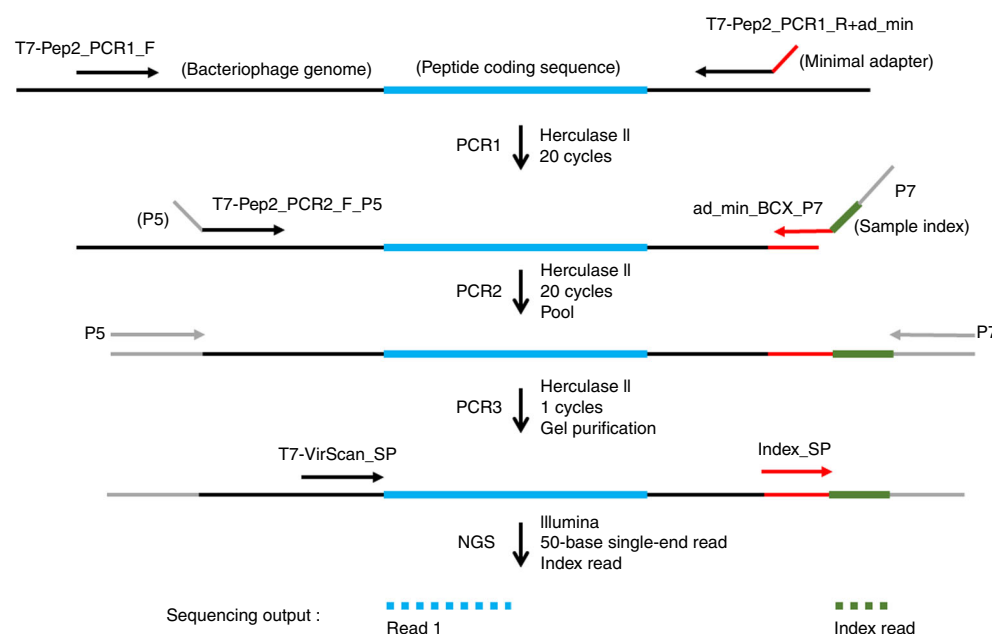 T7-Pep2_PCR1_F
(Bacteriophage genome)
(Peptide coding sequence)
T7-Pep2_PCR1_R+ad_min
(Minimal adapter)
PCR1
Herculase II
20 cycles
(P5)
T7-Pep2_PCR2_F_P5
ad_min_BCX_P7
P7
(Sample index)
PCR2
Herculase II
20 cycles
Pool
P5
P7
PCR3
Herculase II
1 cycles
Gel purification
T7-VirScan_SP
Index_SP
NGS
Illumina
50-base single-end read
Index read
Sequencing output :
Read 1
Index read